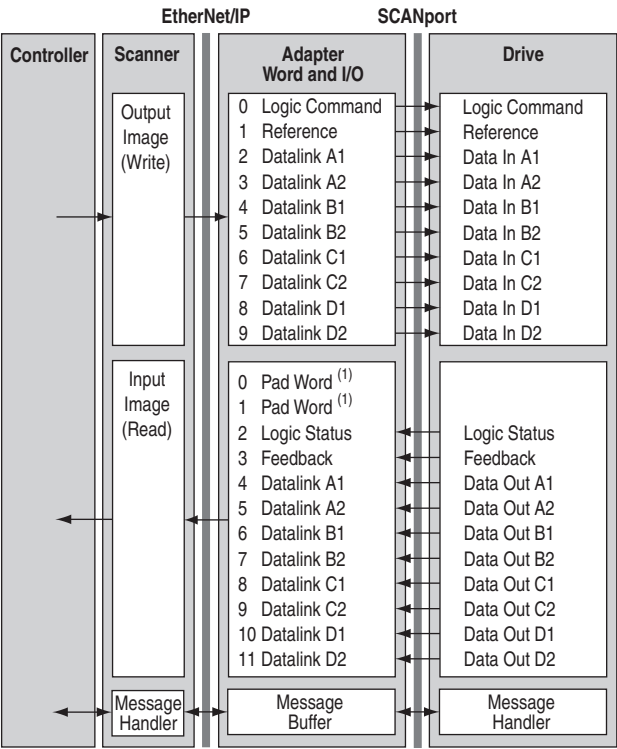 EtherNet/IP SCANport
Controller Scanner Adapter Drive
Word and I/O
Output
Image
(Write)
0 Logic Command
1 Reference
2 Datalink A1
3 Datalink A2
4 Datalink B1
5 Datalink B2
6 Datalink C1
7 Datalink C2
8 Datalink D1
9 Datalink D2
Logic Command
Reference
Data In A1
Data In A2
Data In B1
Data In B2
Data In C1
Data In C2
Data In D1
Data In D2
Input
Image
(Read)
0 Pad Word (1)
1 Pad Word (1)
2 Logic Status
3 Feedback
4 Datalink A1
5 Datalink A2
6 Datalink B1
7 Datalink B2
8 Datalink C1
9 Datalink C2
10 Datalink D1
11 Datalink D2
Logic Status
Feedback
Data Out A1
Data Out A2
Data Out B1
Data Out B2
Data Out C1
Data Out C2
Data Out D1
Data Out D2
Message
Handler
Message
Buffer
Message
Handler